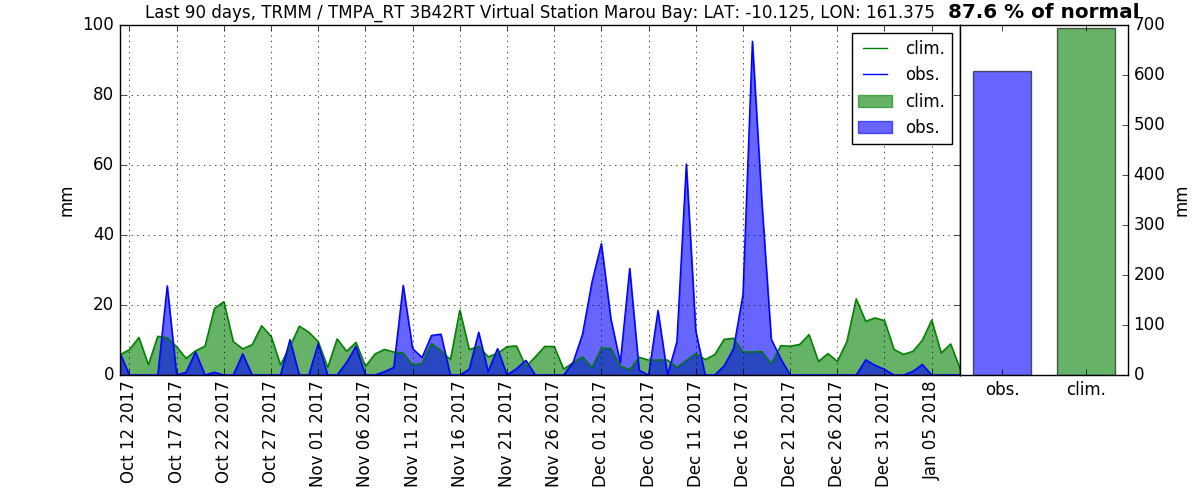 Last 90 days, TRMM / TMPA_RT 3B42RT Virtual Station Marou Bay: LAT: -10.125, LON: 161.375
87.6 % of normal
clim.
obs.
clim.
obs.
mm
100
80
60
40
20
0
Oct 12 2017
Oct 17 2017
Oct 22 2017
Oct 27 2017
Nov 01 2017
Nov 06 2017
Nov 11 2017
Nov 16 2017
Nov 21 2017
Nov 26 2017
Dec 01 2017
Dec 06 2017
Dec 11 2017
Dec 16 2017
Dec 21 2017
Dec 26 2017
Dec 31 2017
Jan 05 2018
700
600
500
400
300
200
100
0
mm
obs.
clim.